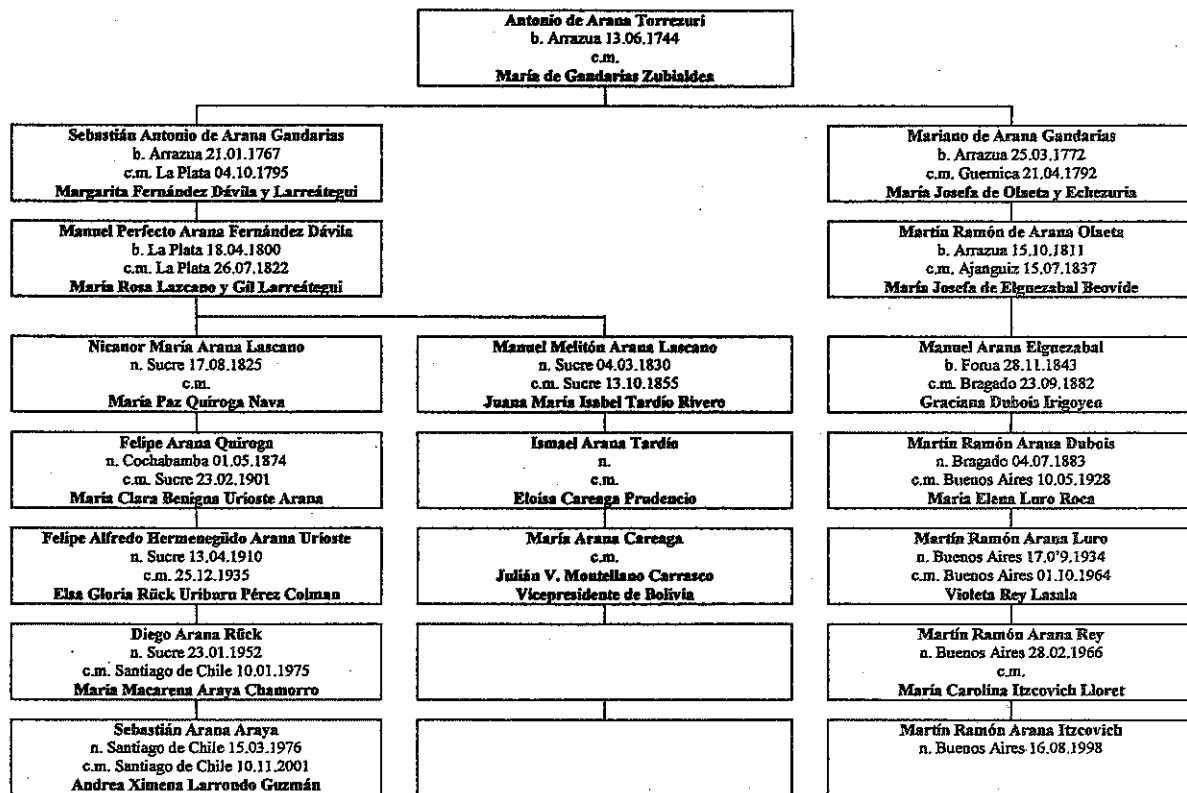 Antonio de Arana Torrezuri
b. Arrazua 13.06.1744
c.m.
María de Gandarias Zubialdea
Sebastián Antonio de Arana Gandarias
b. Arrazua 21.01.1767
c.m. La Plata 04.10.1795
Margarita Fernández Dávila y Larreátegui
Mariano de Arana Gandarias
b. Arrazua 25.03.1772
c.m. Guernica 21.04.1792
María Josefa de Olaeta y Echezuria
Manuel Perfecto Arana Fernández Dávila
b. La Plata 18.04.1800
c.m. La Plata 26.07.1822
María Rosa Lazcano y Gil Larreátegui
Martín Ramón de Arana Olaeta
b. Arrazua 15.10.1811
c.m. Ajanguiz 15.07.1837
María Josefa de Elguezabal Beovide
Nicanor María Arana Lascano
n. Sucre 17.08.1825
c.m.
María Paz Quiroga Nava
Manuel Melitón Arana Lascano
n. Sucre 04.03.1830
c.m. Sucre 13.10.1855
Juana María Isabel Tardío Rivero
Manuel Arana Elguezabal
b. Forua 28.11.1843
c.m. Bragado 23.09.1882
Graciana Dubois Irigoyen
Felipe Arana Quiroga
n. Cochabamba 01.05.1874
c.m. Sucre 23.02.1901
María Clara Benigna Urioste Arana
Ismael Arana Tardío
n.
c.m.
Eloisa Careaga Prudencio
Martín Ramón Arana Dubois
n. Bragado 04.07.1883
c.m. Buenos Aires 10.05.1928
María Elena Luro Roca
Felipe Alfredo Hermenegildo Arana Urioste
n. Sucre 13.04.1910
c.m. 25.12.1935
Elsa Gloria Rück Uriburu Pérez Colman
María Arana Careaga
c.m.
Julián V. Montellano Carrasco
Vicepresidente de Bolivia
Martín Ramón Arana Luro
n. Buenos Aires 17.0'9.1934
c.m. Buenos Aires 01.10.1964
Violeta Rey Lasala
Diego Arana Rück
n. Sucre 23.01.1952
c.m. Santiago de Chile 10.01.1975
María Macarena Araya Chamorro
Martín Ramón Arana Rey
n. Buenos Aires 28.02.1966
c.m.
María Carolina Itzcovich Lloret
Sebastián Arana Araya
n. Santiago de Chile 15.03.1976
c.m. Santiago de Chile 10.11.2001
Andrea Ximena Larrondo Guzmán
Martín Ramón Arana Itzcovich
n. Buenos Aires 16.08.1998